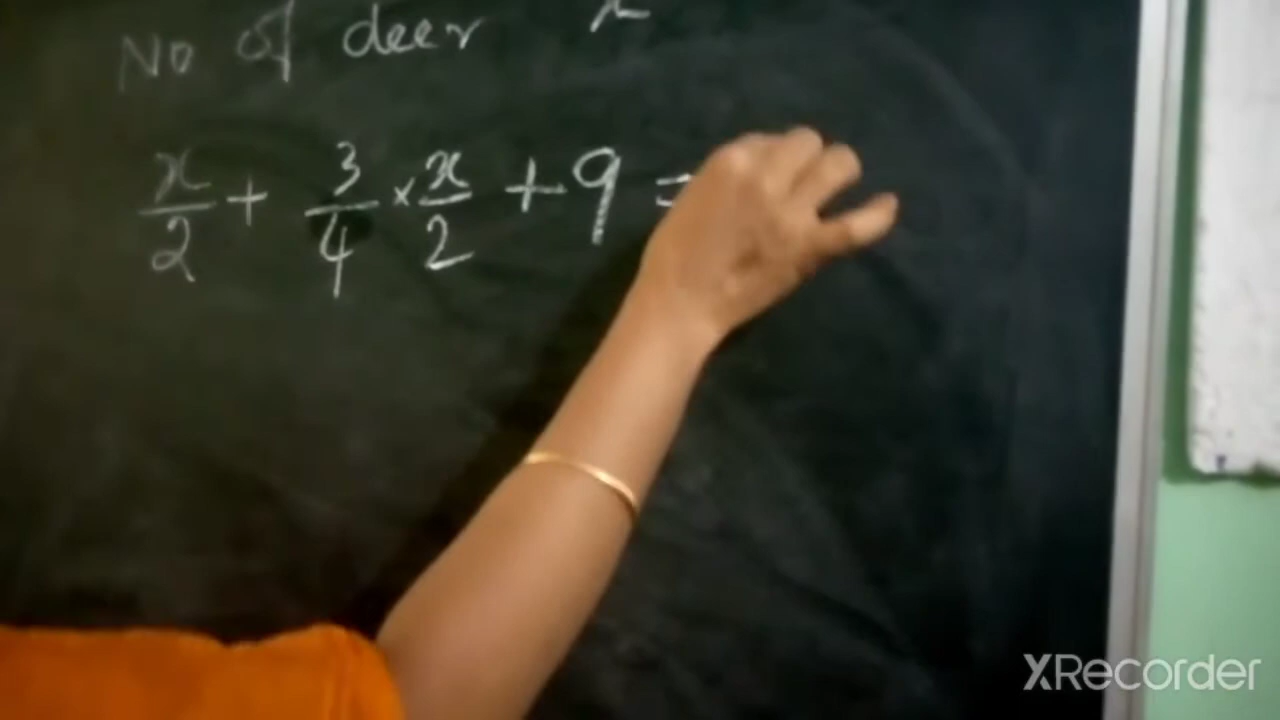 No of deer x
x/2 + 3/4 × x/2 + 9 =
XRecorder